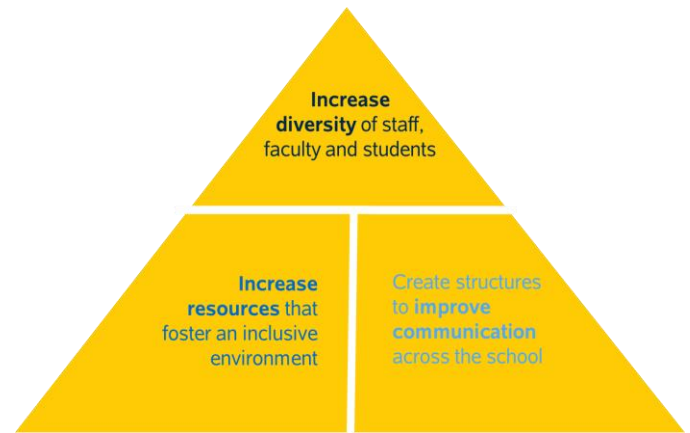 Increase
diversity of staff,
faculty and students
Increase
resources that
foster an inclusive
environment
Create structures
to improve
communication
across the school